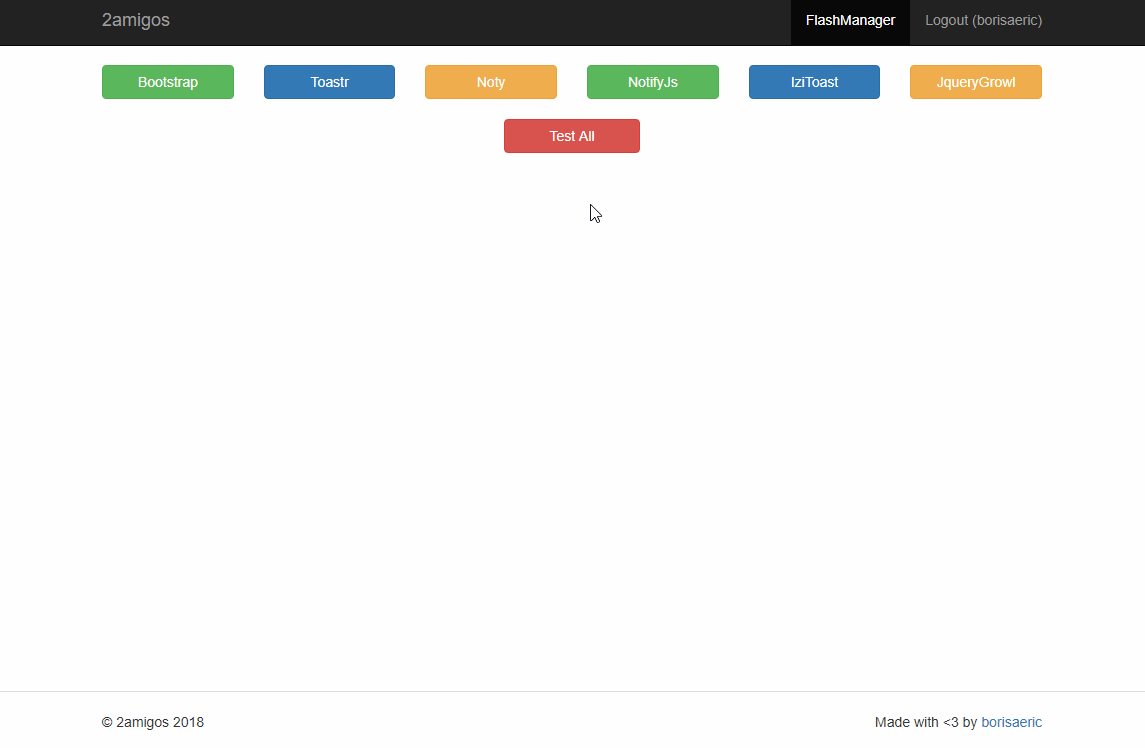 2amigos FlashManager Logout (borisaeric)
Bootstrap Toastr Noty NotifyJs IziToast JqueryGrowl
Test All
© 2amigos 2018 Made with <3 by borisaeric